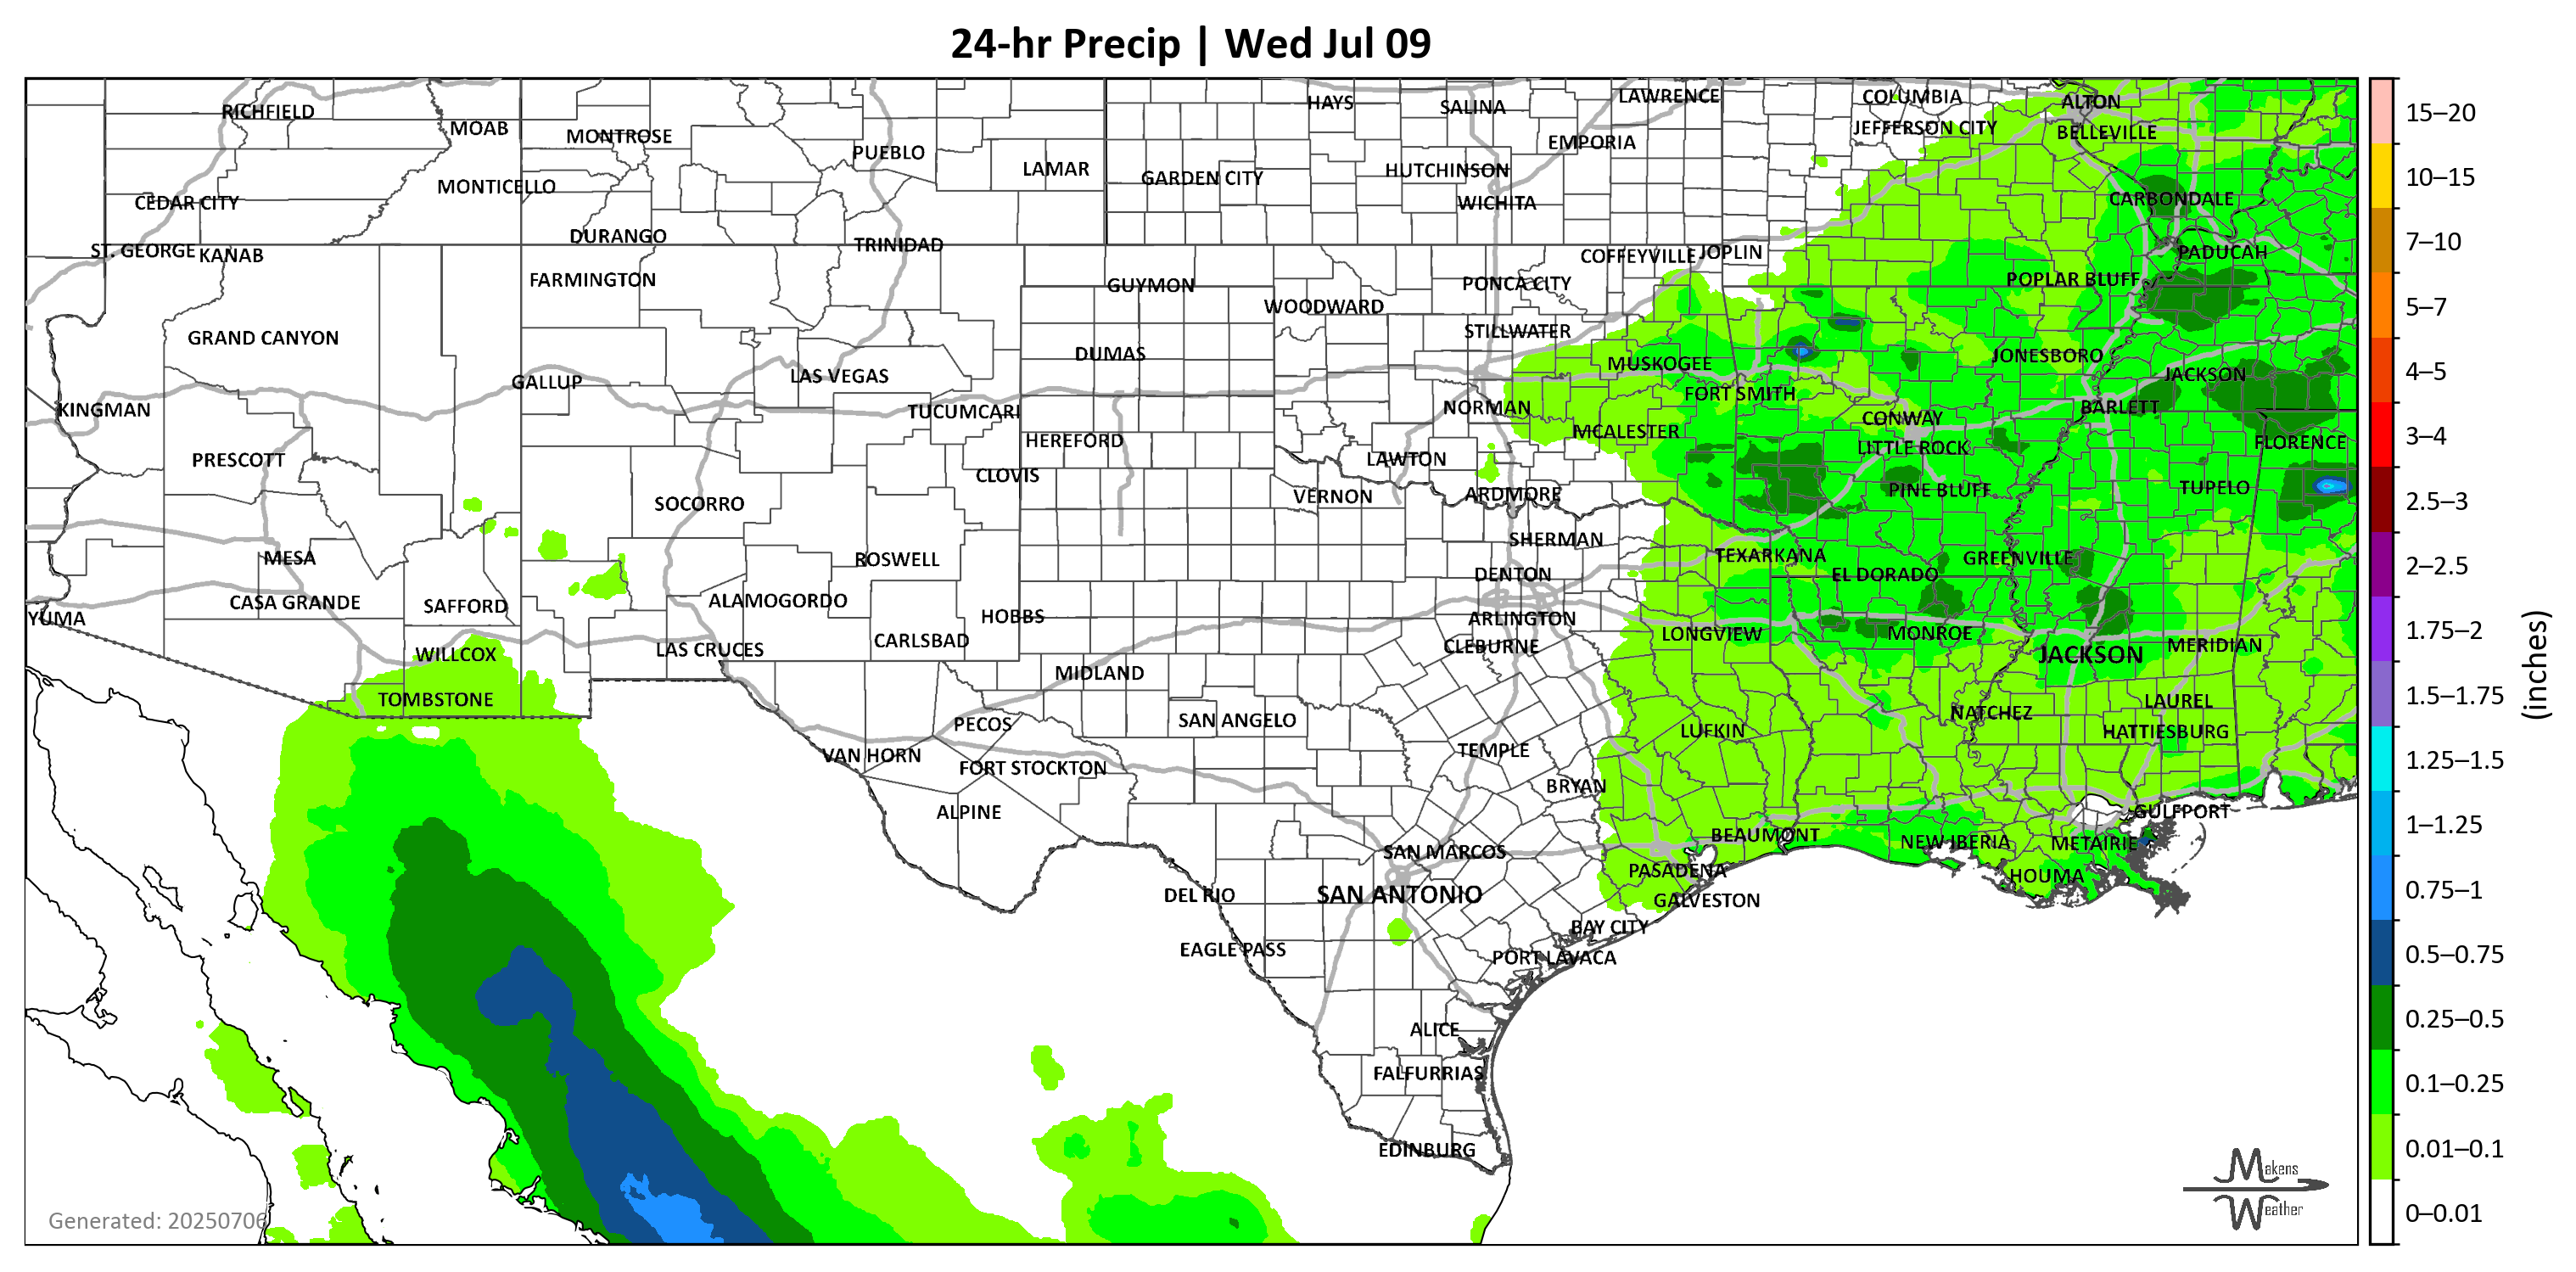 24-hr Precip | Wed Jul 09
RICHFIELD
MOAB
MONTROSE
PUEBLO
LAMAR
HAYS
SALINA
LAWRENCE
COLUMBIA
ALTON
JEFFERSON CITY
BELLEVILLE
EMPORIA
GARDEN CITY
HUTCHINSON
WICHITA
MONTICELLO
CEDAR CITY
CARBONDALE
ST. GEORGE
KANAB
DURANGO
TRINIDAD
COFFEYVILLE
JOPLIN
PADUCAH
FARMINGTON
GUYMON
WOODWARD
PONCA CITY
POPLAR BLUFF
GRAND CANYON
STILLWATER
DUMAS
MUSKOGEE
JONESBORO
GALLUP
LAS VEGAS
FORT SMITH
JACKSON
KINGMAN
TUCUMCARI
NORMAN
CONWAY
BARLETT
HEREFORD
MCALESTER
LITTLE ROCK
FLORENCE
PRESCOTT
CLOVIS
LAWTON
SOCORRO
VERNON
ARDMORE
PINE BLUFF
TUPELO
MESA
ROSWELL
SHERMAN
TEXARKANA
GREENVILLE
DENTON
EL DORADO
CASA GRANDE
SAFFORD
ALAMOGORDO
HOBBS
ARLINGTON
YUMA
CARLSBAD
CLEBURNE
LONGVIEW
MONROE
WILLCOX
LAS CRUCES
JACKSON
MERIDIAN
TOMBSTONE
MIDLAND
PECOS
SAN ANGELO
NATCHEZ
LAUREL
LUFKIN
HATTIESBURG
VAN HORN
FORT STOCKTON
TEMPLE
BRYAN
ALPINE
GULFPORT
SAN MARCOS
BEAUMONT
NEW IBERIA
METAIRIE
PASADENA
HOUMA
DEL RIO
SAN ANTONIO
GALVESTON
BAY CITY
EAGLE PASS
PORT LAVACA
ALICE
FALFURRIAS
EDINBURG
Generated: 20250706
Makens
Weather
15–20
10–15
7–10
5–7
4–5
3–4
2.5–3
2–2.5
1.75–2
1.5–1.75
1.25–1.5
1–1.25
0.75–1
0.5–0.75
0.25–0.5
0.1–0.25
0.01–0.1
0–0.01
(inches)